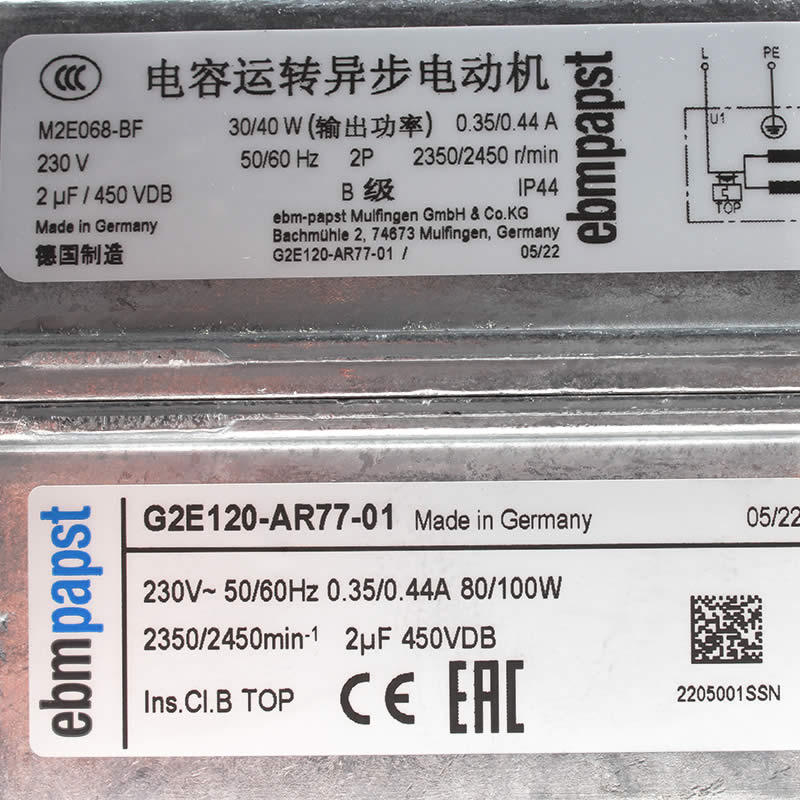 CCC 电容运转异步电动机
M2E068-BF 30/40 W (输出功率) 0.35/0.44 A
230 V 50/60 Hz 2P 2350/2450 r/min
2 µF / 450 VDB B 级 IP44
Made in Germany ebm-papst Mulfingen GmbH & Co.KG
德国制造 Bachmühle 2, 74673 Mulfingen, Germany
G2E120-AR77-01 / 05/22
ebmpapst
L PE
U1
TOP
ebmpapst
G2E120-AR77-01 Made in Germany 05/22
230V~ 50/60Hz 0.35/0.44A 80/100W
2350/2450min-1 2µF 450VDB
Ins.Cl.B TOP CE EAC
2205001SSN